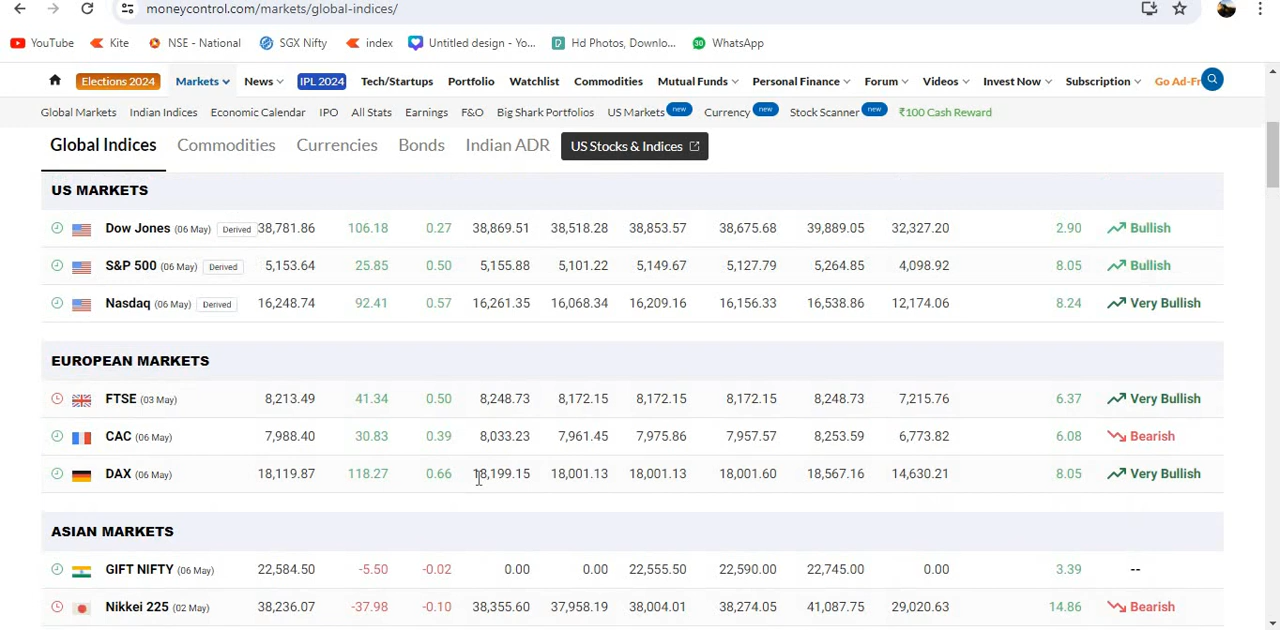 moneycontrol.com/markets/global-indices/
YouTube Kite NSE - National SGX Nifty index Untitled design - Yo... Hd Photos, Downlo... 30 WhatsApp
Elections 2024 Markets News IPL 2024 Tech/Startups Portfolio Watchlist Commodities Mutual Funds Personal Finance Forum Videos Invest Now Subscription Go Ad-Fr
Global Markets Indian Indices Economic Calendar IPO All Stats Earnings F&O Big Shark Portfolios US Markets new Currency new Stock Scanner new ₹100 Cash Reward
Global Indices Commodities Currencies Bonds Indian ADR US Stocks & Indices
US MARKETS
Dow Jones (06 May) Derived 38,781.86 106.18 0.27 38,869.51 38,518.28 38,853.57 38,675.68 39,889.05 32,327.20 2.90 Bullish
S&P 500 (06 May) Derived 5,153.64 25.85 0.50 5,155.88 5,101.22 5,149.67 5,127.79 5,264.85 4,098.92 8.05 Bullish
Nasdaq (06 May) Derived 16,248.74 92.41 0.57 16,261.35 16,068.34 16,209.16 16,156.33 16,538.86 12,174.06 8.24 Very Bullish
EUROPEAN MARKETS
FTSE (03 May) 8,213.49 41.34 0.50 8,248.73 8,172.15 8,172.15 8,172.15 8,248.73 7,215.76 6.37 Very Bullish
CAC (06 May) 7,988.40 30.83 0.39 8,033.23 7,961.45 7,975.86 7,957.57 8,253.59 6,773.82 6.08 Bearish
DAX (06 May) 18,119.87 118.27 0.66 18,199.15 18,001.13 18,001.13 18,001.60 18,567.16 14,630.21 8.05 Very Bullish
ASIAN MARKETS
GIFT NIFTY (06 May) 22,584.50 -5.50 -0.02 0.00 0.00 22,555.50 22,590.00 22,745.00 0.00 3.39 --
Nikkei 225 (02 May) 38,236.07 -37.98 -0.10 38,355.60 37,958.19 38,004.01 38,274.05 41,087.75 29,020.63 14.86 Bearish